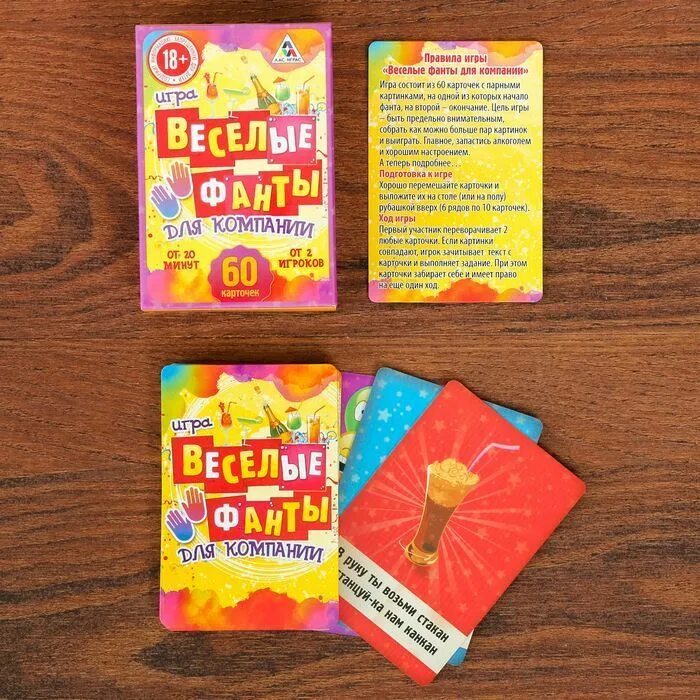 18+
ЛАС ИГРАС
игра
ВЕСЕЛЫЕ
ФАНТЫ
ДЛЯ КОМПАНИИ
ОТ 20
МИНУТ
60
карточек
ОТ 2
ИГРОКОВ
Правила игры
«Веселые фанты для компании»
Игра состоит из 60 карточек с парными
картинками, на одной из которых начало
фанта, на второй – окончание. Цель игры
– быть предельно внимательным,
собрать как можно больше пар картинок
и выиграть. Главное, запастись алкоголем
и хорошим настроением.
А теперь подробнее…
Подготовка к игре
Хорошо перемешайте карточки и
выложите их на столе (или на полу)
рубашкой вверх (6 рядов по 10 карточек).
Ход игры
Первый участник переворачивает 2
любые карточки. Если картинки
совпадают, игрок зачитывает текст с
карточки и выполняет задание. При этом
карточки забирает себе и имеет право
на еще один ход.
игра
ВЕСЕЛЫЕ
ФАНТЫ
ДЛЯ КОМПАНИИ
В руку ты возьми стакан
станцуй-ка нам канкан